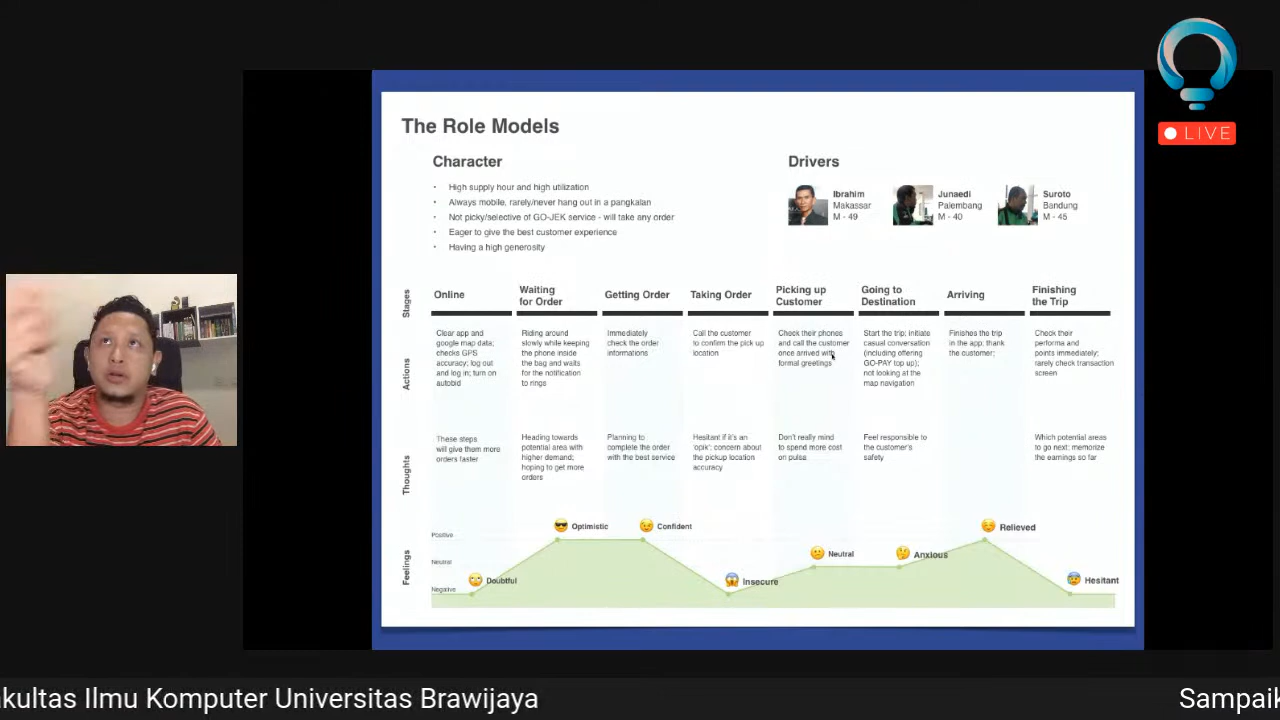 LIVE
The Role Models
Character
• High supply hour and high utilization
• Always mobile, rarely/never hang out in a pangkalan
• Not picky/selective of GO-JEK service - will take any order
• Eager to give the best customer experience
• Having a high generosity
Drivers
Ibrahim
Makassar
M - 49
Junaedi
Palembang
M - 40
Suroto
Bandung
M - 45
Stages
Online
Waiting
for Order
Getting Order
Taking Order
Picking up
Customer
Going to
Destination
Arriving
Finishing
the Trip
Actions
Clear app and
google map data;
checks GPS
accuracy; log out
and log in; turn on
autobid
Riding around
slowly while keeping
the phone inside
the bag and waits
for the notification
to rings
Immediately
check the order
informations
Call the customer
to confirm the pick up
location
Check their phones
and call the customer
once arrived with
formal greetings
Start the trip; initiate
casual conversation
(including offering
GO-PAY top up);
not looking at the
map navigation
Finishes the trip
in the app; thank
the customer;
Check their
performa and
points immediately;
rarely check transaction
screen
Thoughts
These steps
will give them more
orders faster
Heading towards
potential area with
higher demand;
hoping to get more
orders
Planning to
complete the order
with the best service
Hesitant if it's an
'opik'; concern about
the pickup location
accuracy
Don't really mind
to spend more cost
on pulsa
Feel responsible to
the customer's
safety
Which potential areas
to go next; memorize
the earnings so far
Feelings
Positive
Neutral
Negative
Doubtful
Optimistic
Confident
Insecure
Neutral
Anxious
Relieved
Hesitant
akultas Ilmu Komputer Universitas Brawijaya
Sampaik